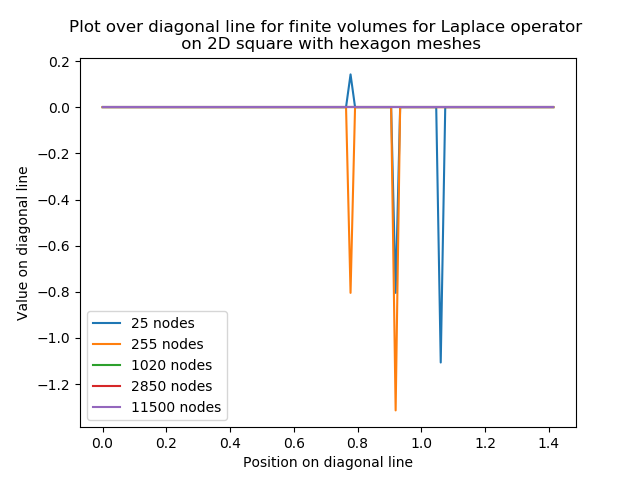 Plot over diagonal line for finite volumes for Laplace operator
on 2D square with hexagon meshes
0.2
0.0
−0.2
−0.4
−0.6
−0.8
−1.0
−1.2
Value on diagonal line
25 nodes
255 nodes
1020 nodes
2850 nodes
11500 nodes
0.0 0.2 0.4 0.6 0.8 1.0 1.2 1.4
Position on diagonal line